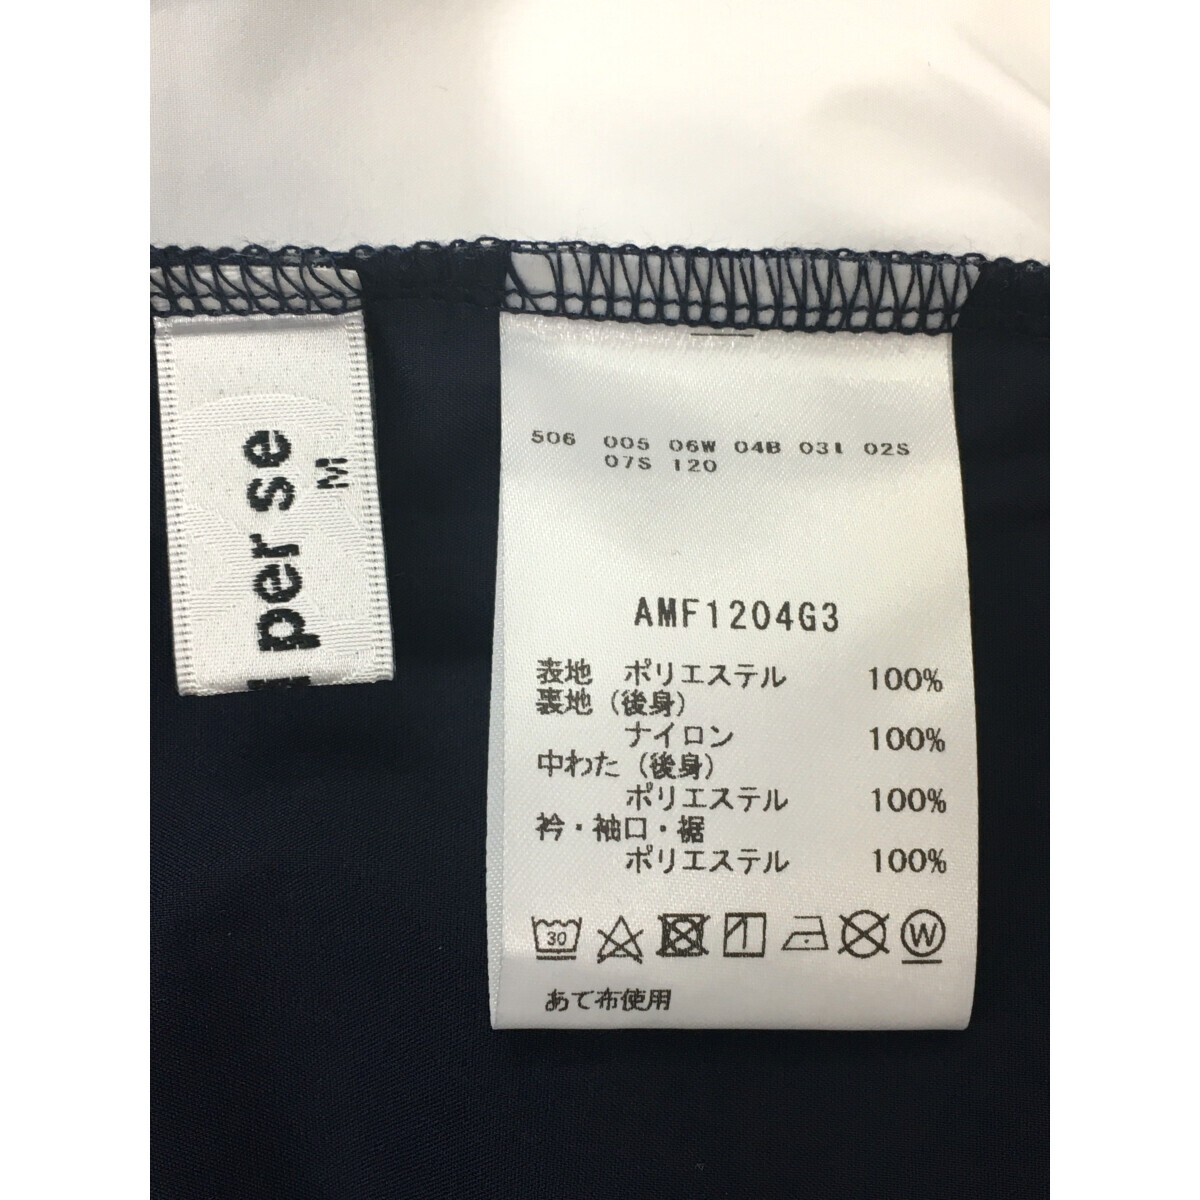 per se
M
506 005 06W 04B 031 02S
07S 120
AMF1204G3
表地 ポリエステル 100%
裏地(後身)
ナイロン 100%
中わた(後身)
ポリエステル 100%
衿・袖口・裾
ポリエステル 100%
30 W
あて布使用